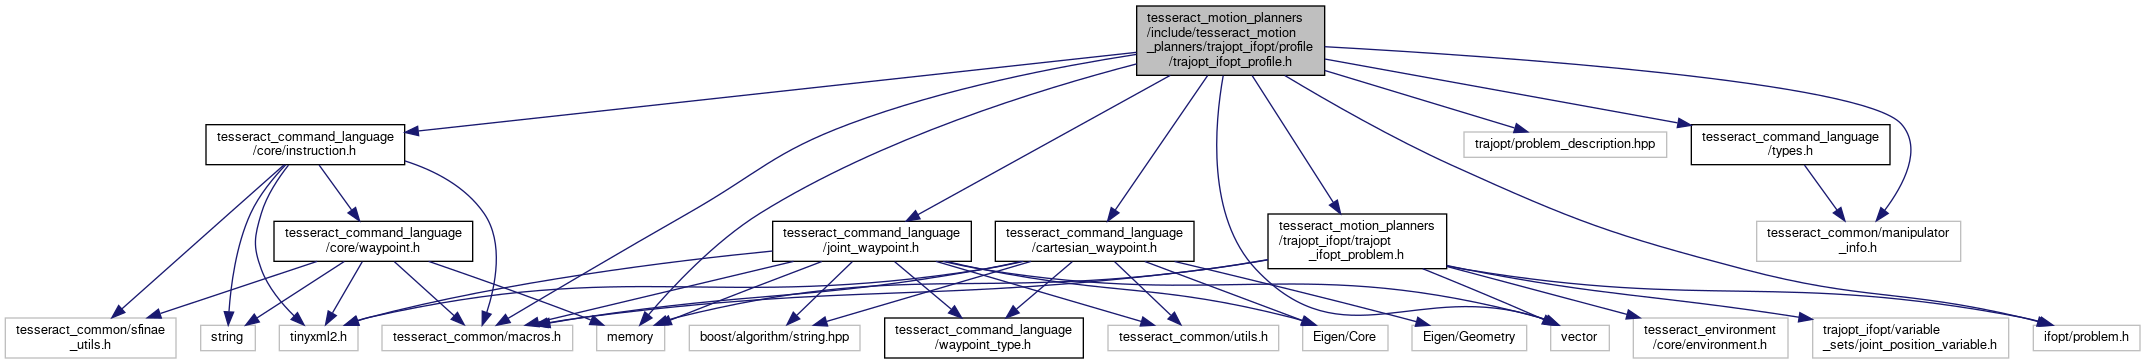 tesseract_motion_planners
/include/tesseract_motion
_planners/trajopt_ifopt/profile
/trajopt_ifopt_profile.h
tesseract_command_language
/core/instruction.h
trajopt/problem_description.hpp
tesseract_command_language
/types.h
tesseract_command_language
/core/waypoint.h
tesseract_command_language
/joint_waypoint.h
tesseract_command_language
/cartesian_waypoint.h
tesseract_motion_planners
/trajopt_ifopt/trajopt
_ifopt_problem.h
tesseract_common/manipulator
_info.h
tesseract_common/sfinae
_utils.h
string
tinyxml2.h
tesseract_common/macros.h
memory
boost/algorithm/string.hpp
tesseract_command_language
/waypoint_type.h
tesseract_common/utils.h
Eigen/Core
Eigen/Geometry
vector
tesseract_environment
/core/environment.h
trajopt_ifopt/variable
_sets/joint_position_variable.h
ifopt/problem.h